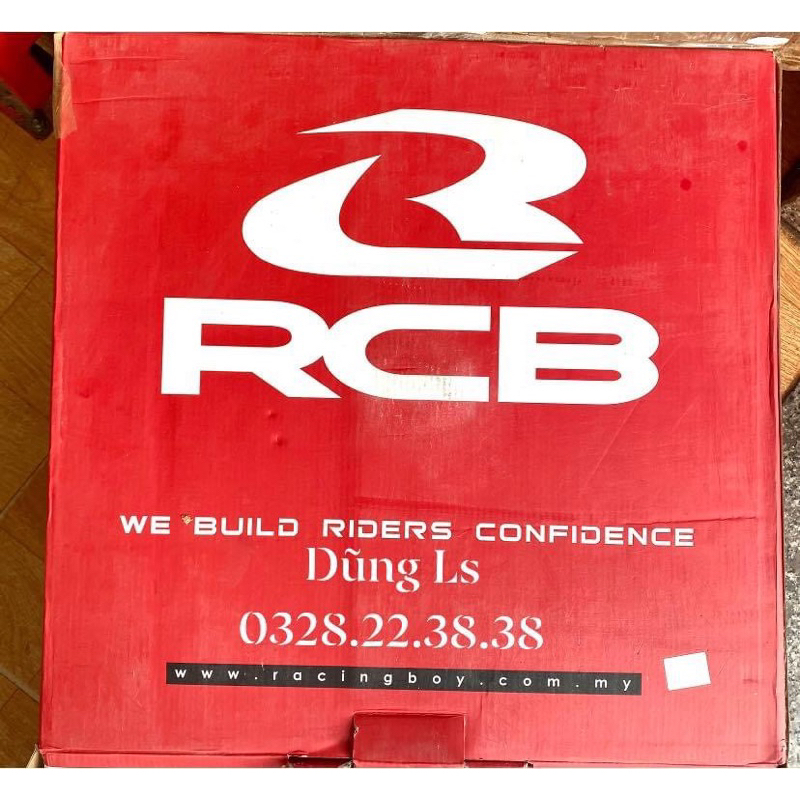 RCB
WE BUILD RIDERS CONFIDENCE
Dũng Ls
0328.22.38.38
www.racingboy.com.my